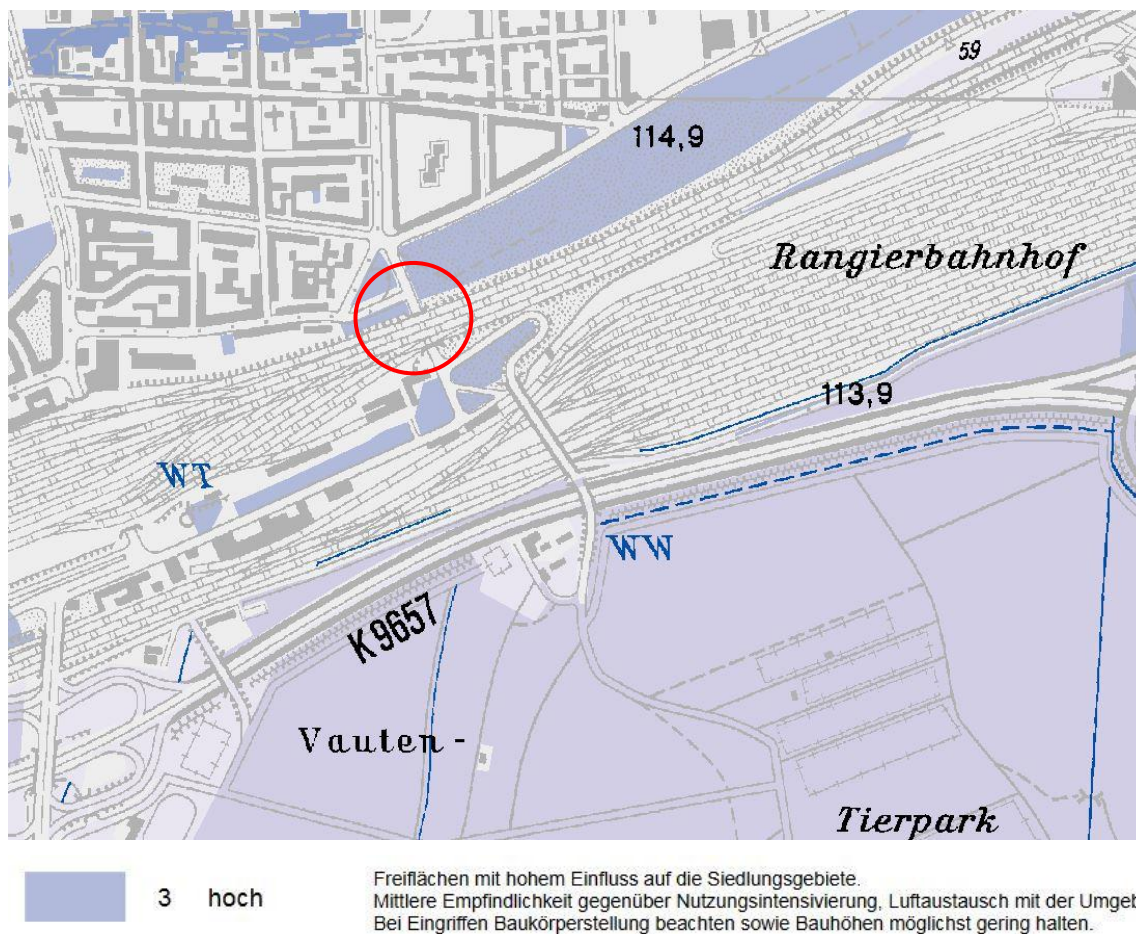 59
114,9
Rangierbahnhof
113,9
WT
WW
K 9657
Vauten -
Tierpark
3 hoch
Freiflächen mit hohem Einfluss auf die Siedlungsgebiete.
Mittlere Empfindlichkeit gegenüber Nutzungsintensivierung, Luftaustausch mit der Umgeb
Bei Eingriffen Baukörperstellung beachten sowie Bauhöhen möglichst gering halten.